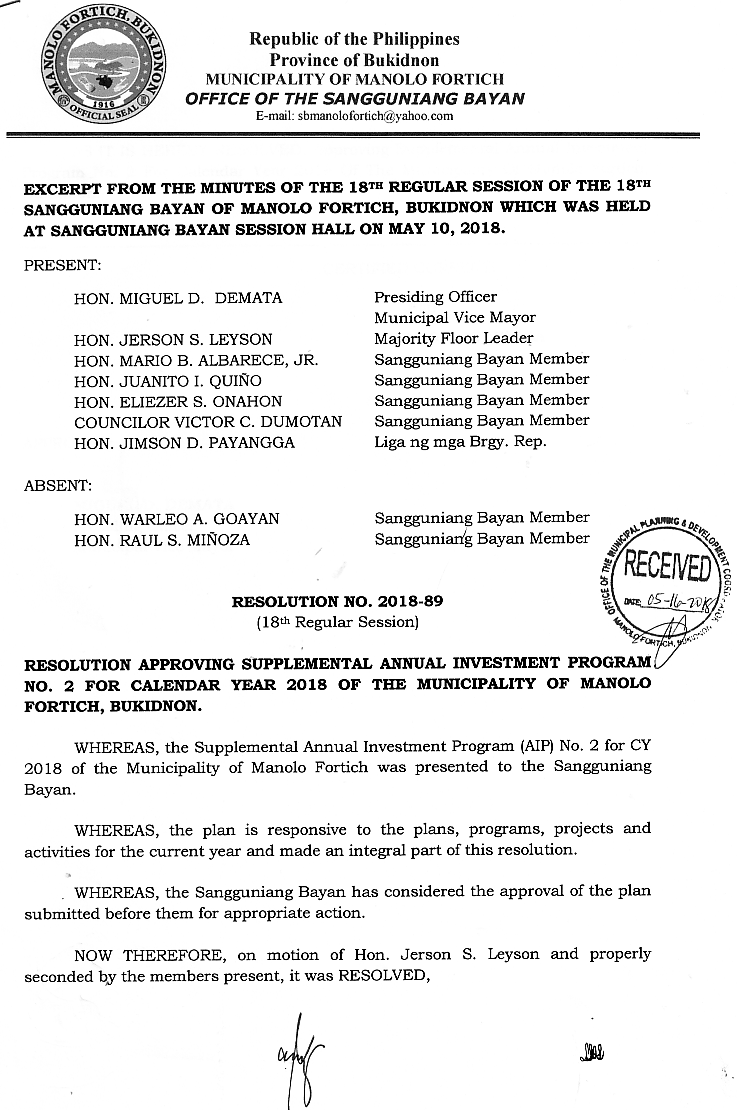 MANOLO FORTICH, BUKIDNON
1916
OFFICIAL SEAL
Republic of the Philippines
Province of Bukidnon
MUNICIPALITY OF MANOLO FORTICH
OFFICE OF THE SANGGUNIANG BAYAN
E-mail: sbmanolofortich@yahoo.com
EXCERPT FROM THE MINUTES OF THE 18TH REGULAR SESSION OF THE 18TH
SANGGUNIANG BAYAN OF MANOLO FORTICH, BUKIDNON WHICH WAS HELD
AT SANGGUNIANG BAYAN SESSION HALL ON MAY 10, 2018.
PRESENT:
HON. MIGUEL D. DEMATA Presiding Officer
Municipal Vice Mayor
HON. JERSON S. LEYSON Majority Floor Leader
HON. MARIO B. ALBARECE, JR. Sangguniang Bayan Member
HON. JUANITO I. QUIÑO Sangguniang Bayan Member
HON. ELIEZER S. ONAHON Sangguniang Bayan Member
COUNCILOR VICTOR C. DUMOTAN Sangguniang Bayan Member
HON. JIMSON D. PAYANGGA Liga ng mga Brgy. Rep.
ABSENT:
HON. WARLEO A. GOAYAN Sangguniang Bayan Member
HON. RAUL S. MIÑOZA Sangguniang Bayan Member
OFFICE OF THE MUNICIPAL PLANNING & DEVELOPMENT
RECEIVED
DATE: 05-16-2018
MANOLO FORTICH, BUKIDNON
RESOLUTION NO. 2018-89
(18th Regular Session)
RESOLUTION APPROVING SUPPLEMENTAL ANNUAL INVESTMENT PROGRAM
NO. 2 FOR CALENDAR YEAR 2018 OF THE MUNICIPALITY OF MANOLO
FORTICH, BUKIDNON.
WHEREAS, the Supplemental Annual Investment Program (AIP) No. 2 for CY
2018 of the Municipality of Manolo Fortich was presented to the Sangguniang
Bayan.
WHEREAS, the plan is responsive to the plans, programs, projects and
activities for the current year and made an integral part of this resolution.
WHEREAS, the Sangguniang Bayan has considered the approval of the plan
submitted before them for appropriate action.
NOW THEREFORE, on motion of Hon. Jerson S. Leyson and properly
seconded by the members present, it was RESOLVED,